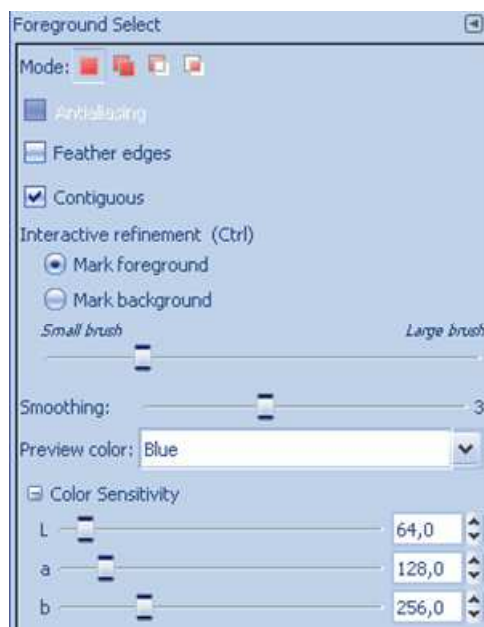 Foreground Select
Mode:
Antialiasing
Feather edges
Contiguous
Interactive refinement (Ctrl)
Mark foreground
Mark background
Small brush Large brush
Smoothing: 3
Preview color: Blue
Color Sensitivity
L 64,0
a 128,0
b 256,0